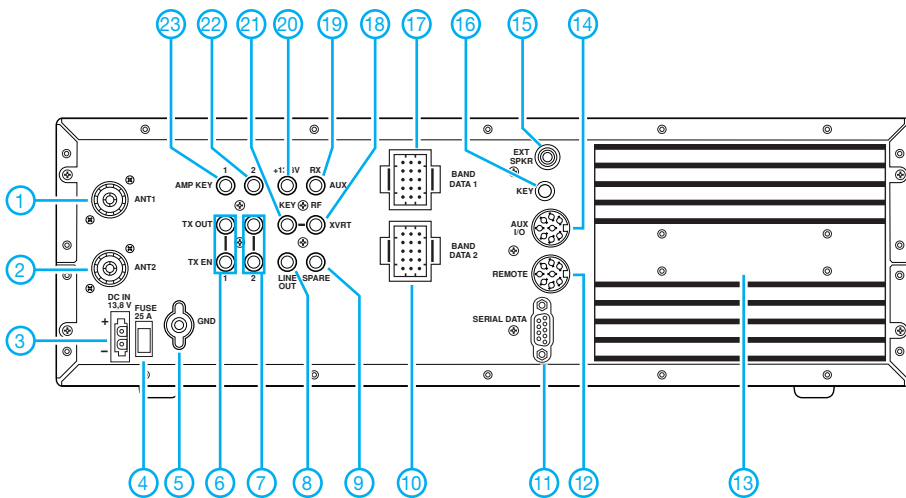 23 22 21 20 19 18 17 16 15 14
1 2 +13,8V RX
EXT
SPKR
AMP KEY
AUX
BAND
DATA 1
KEY
1
ANT1
KEY RF
TX OUT
XVRT
AUX
I/O
2
ANT2
TX EN
1 2
LINE
OUT
SPARE
BAND
DATA 2
REMOTE
DC IN
13,8 V
FUSE
25 A
GND
SERIAL DATA
3
+
–
4 5 6 7 8 9 10 11 12 13